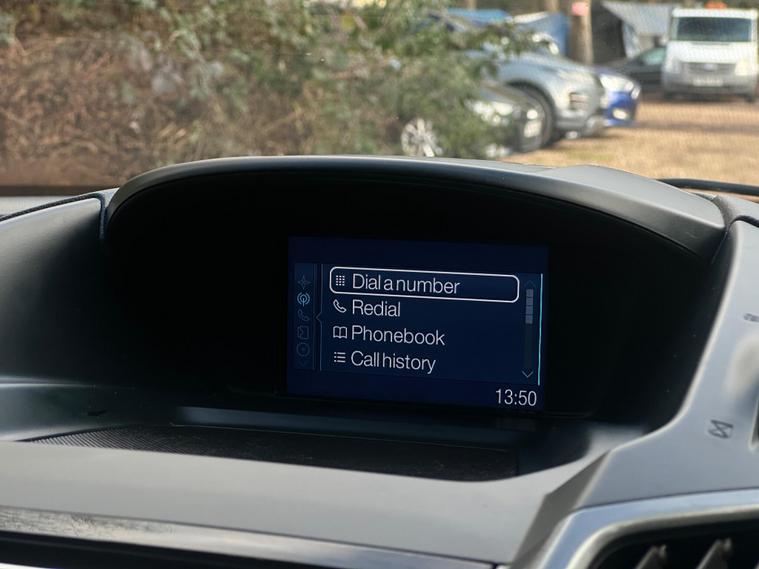 Dial a number
Redial
Phonebook
Call history
13:50